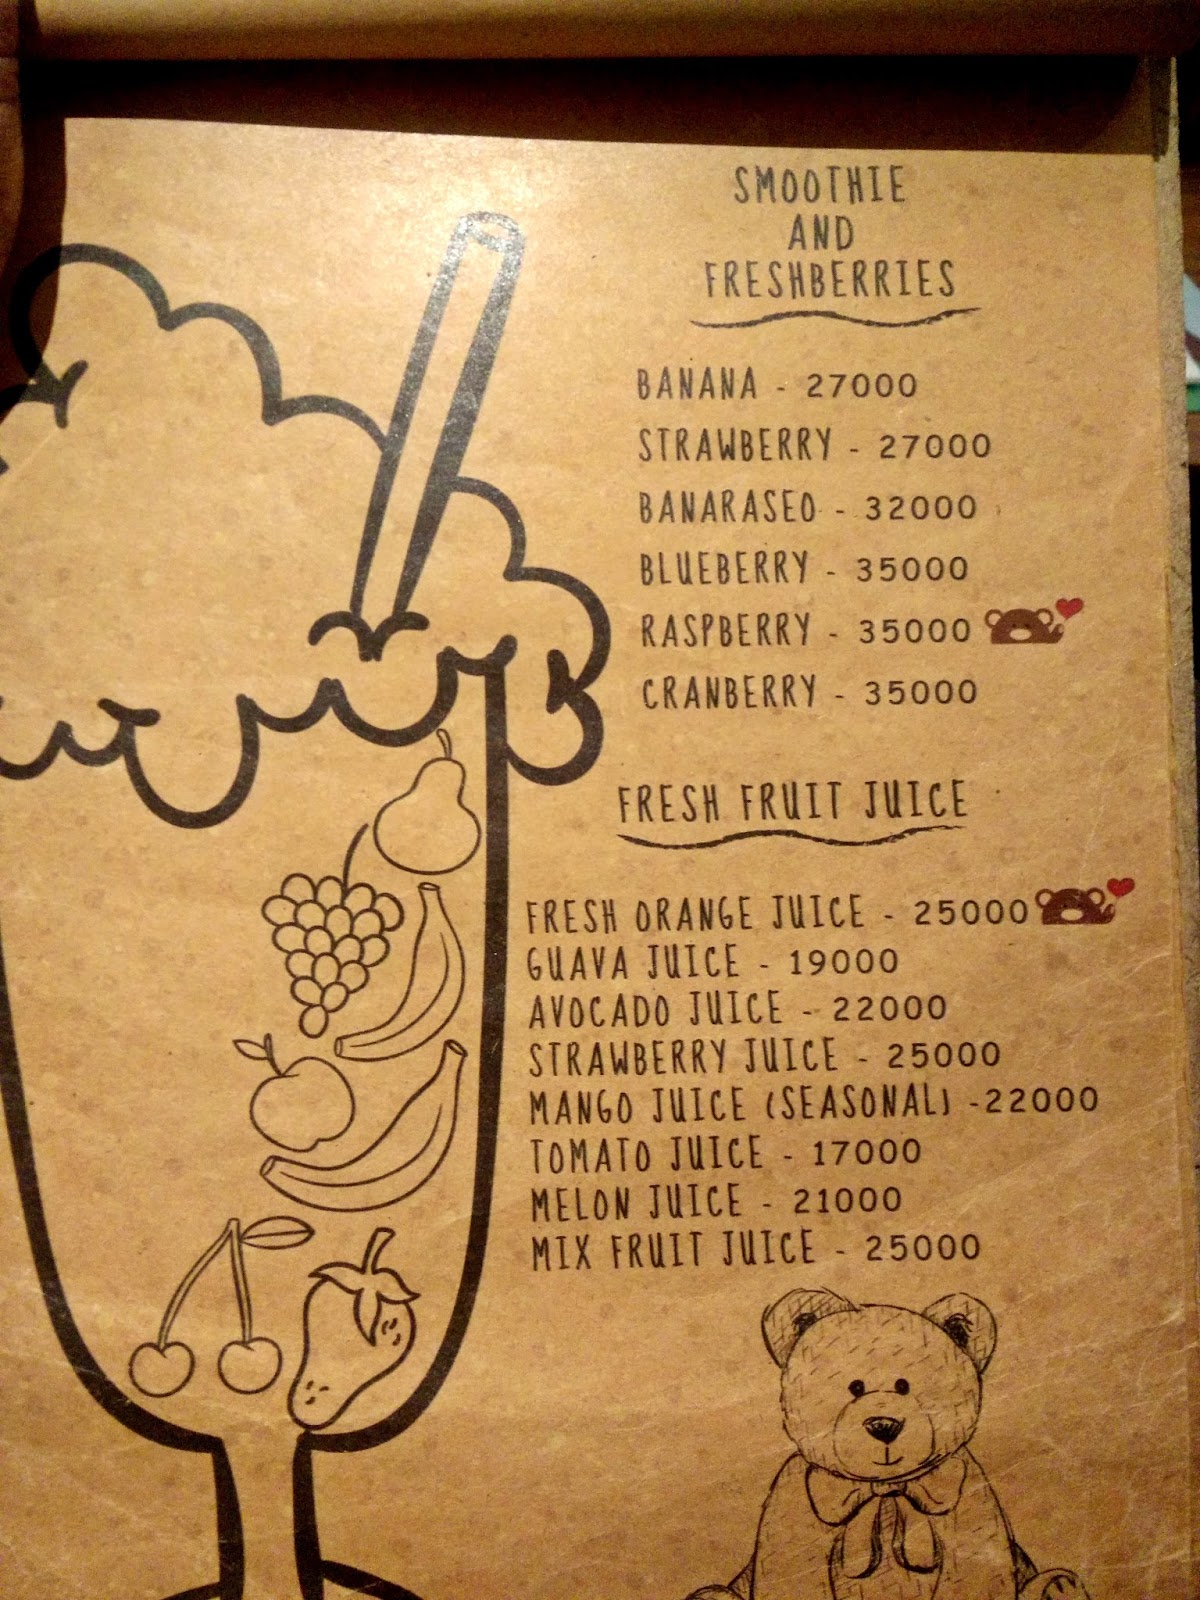 SMOOTHIE
AND
FRESHBERRIES
BANANA - 27000
STRAWBERRY - 27000
BANARASEO - 32000
BLUEBERRY - 35000
RASPBERRY - 35000
CRANBERRY - 35000
FRESH FRUIT JUICE
FRESH ORANGE JUICE - 25000
GUAVA JUICE - 19000
AVOCADO JUICE - 22000
STRAWBERRY JUICE - 25000
MANGO JUICE (SEASONAL) -22000
TOMATO JUICE - 17000
MELON JUICE - 21000
MIX FRUIT JUICE - 25000